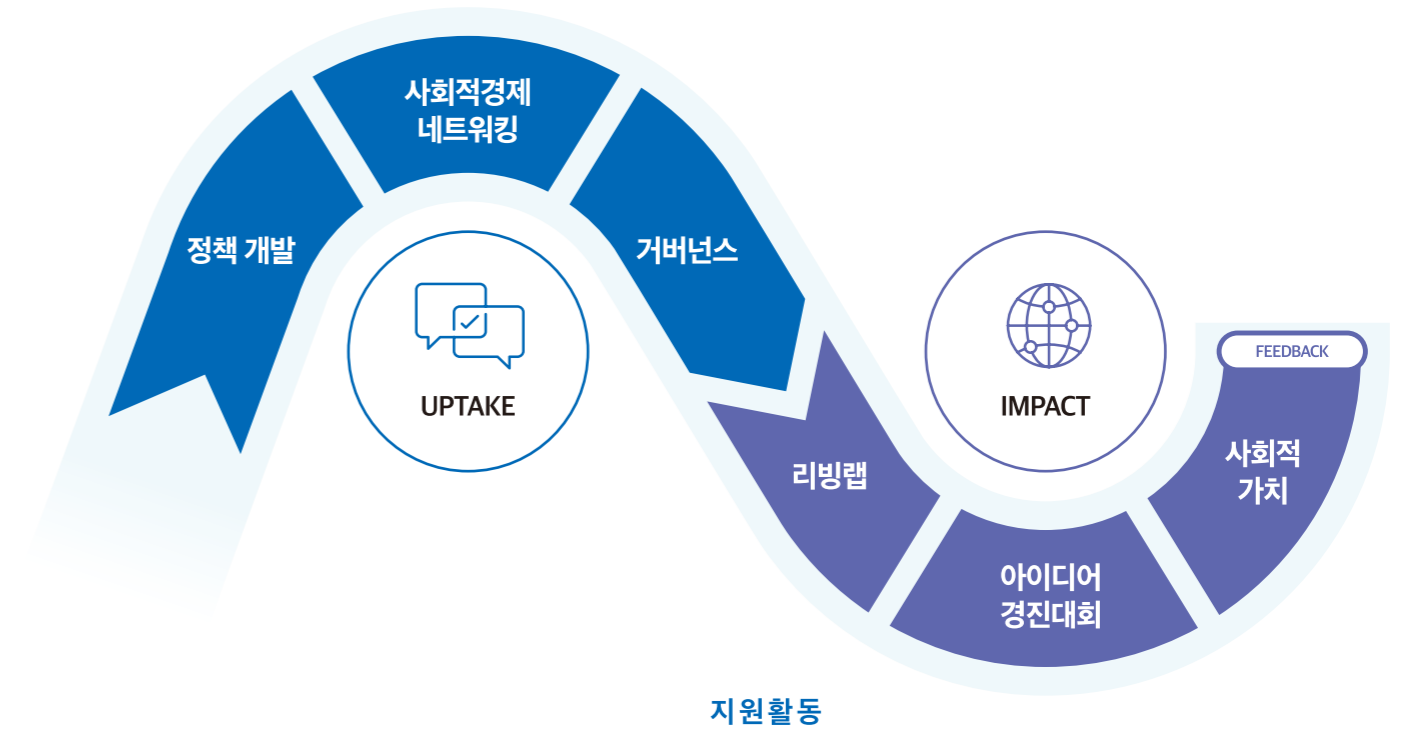 정책 개발
사회적경제
네트워킹
거버넌스
UPTAKE
리빙랩
아이디어
경진대회
사회적
가치
FEEDBACK
IMPACT
지원활동